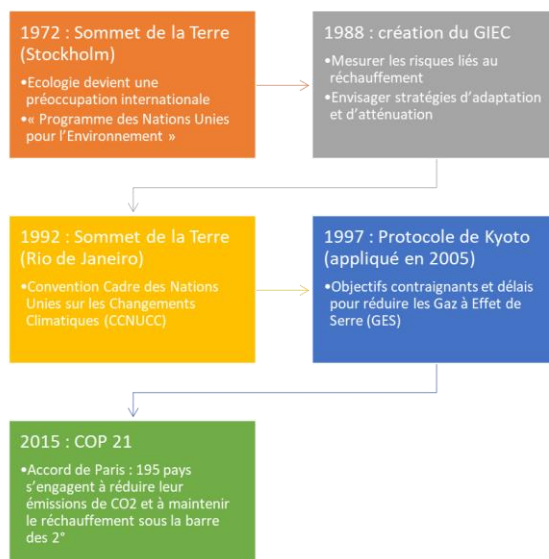 1972 : Sommet de la Terre
(Stockholm)
•Ecologie devient une
préoccupation internationale
•« Programme des Nations Unies
pour l’Environnement »
1988 : création du GIEC
•Mesurer les risques liés au
réchauffement
•Envisager stratégies d’adaptation
et d’atténuation
1992 : Sommet de la Terre
(Rio de Janeiro)
•Convention Cadre des Nations
Unies sur les Changements
Climatiques (CCNUCC)
1997 : Protocole de Kyoto
(appliqué en 2005)
•Objectifs contraignants et délais
pour réduire les Gaz à Effet de
Serre (GES)
2015 : COP 21
•Accord de Paris : 195 pays
s’engagent à réduire leur
émissions de CO2 et à maintenir
le réchauffement sous la barre
des 2°